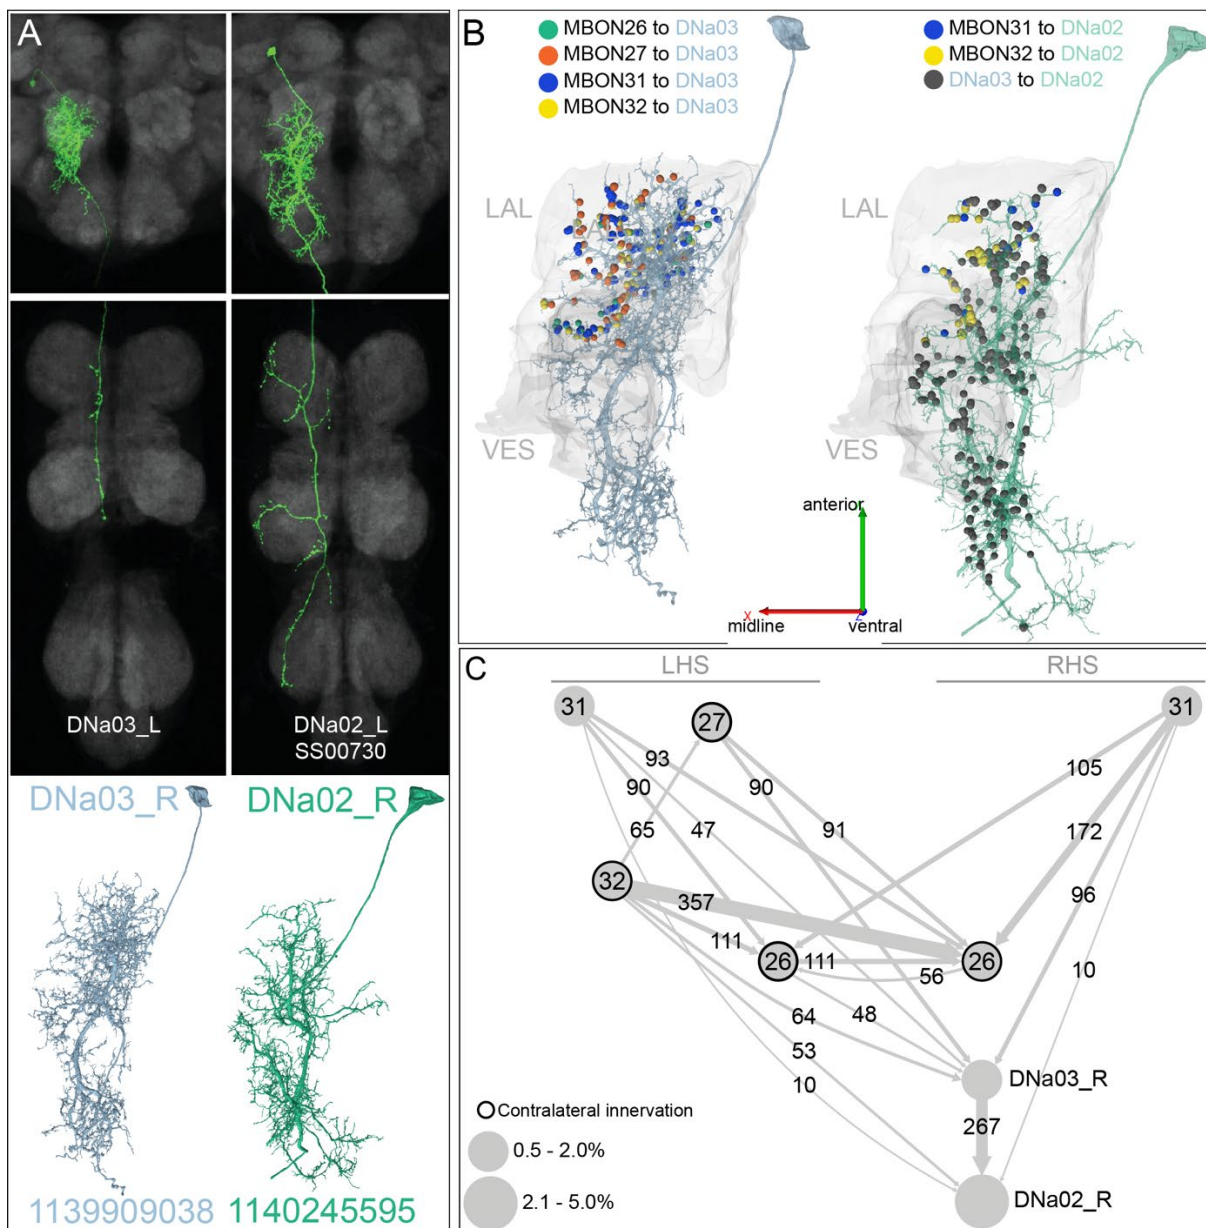 A
DNa03_L
DNa02_L
SS00730
DNa03_R
DNa02_R
1139909038
1140245595
B
MBON26 to DNa03
MBON27 to DNa03
MBON31 to DNa03
MBON32 to DNa03
MBON31 to DNa02
MBON32 to DNa02
DNa03 to DNa02
LAL
LAL
VES
VES
anterior
X
midline
Z
ventral
C
LHS
RHS
31
27
31
93
90
90
105
65
47
91
172
32
357
96
111
26
111
26
56
10
64
48
53
10
DNa03_R
267
DNa02_R
Contralateral innervation
0.5 - 2.0%
2.1 - 5.0%